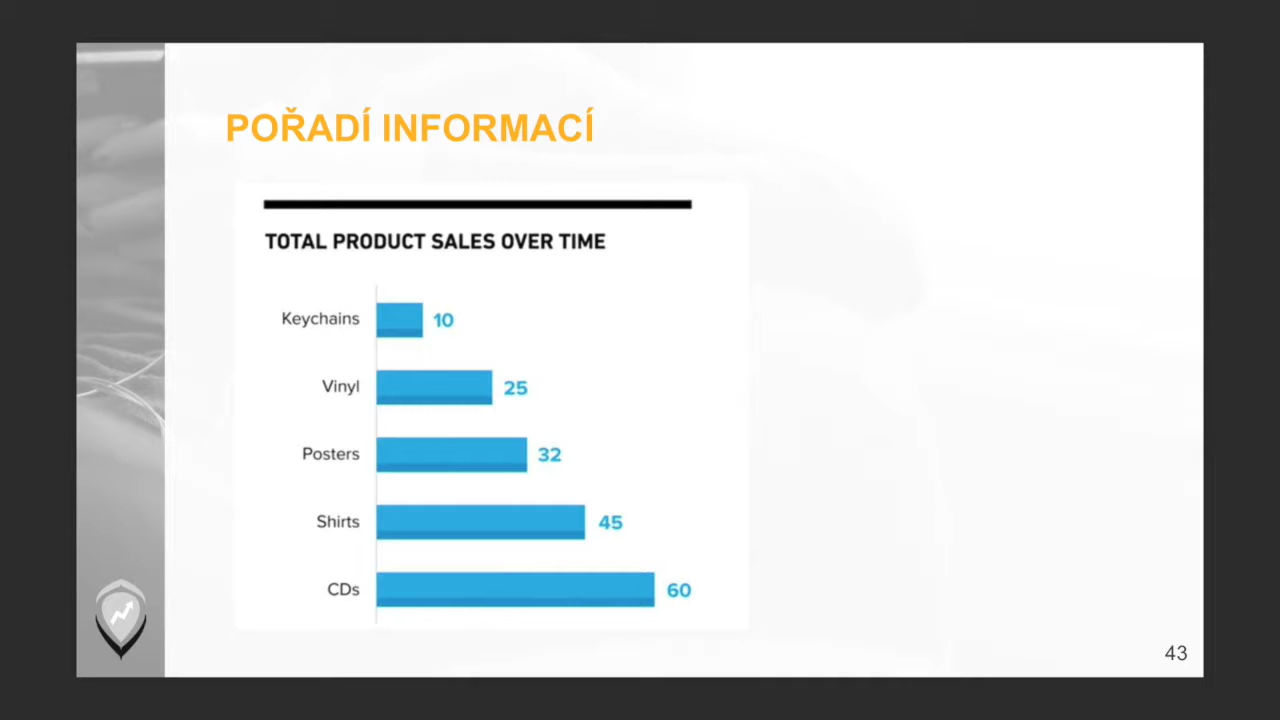 POŘADÍ INFORMACÍ
TOTAL PRODUCT SALES OVER TIME
Keychains 10
Vinyl 25
Posters 32
Shirts 45
CDs 60
43